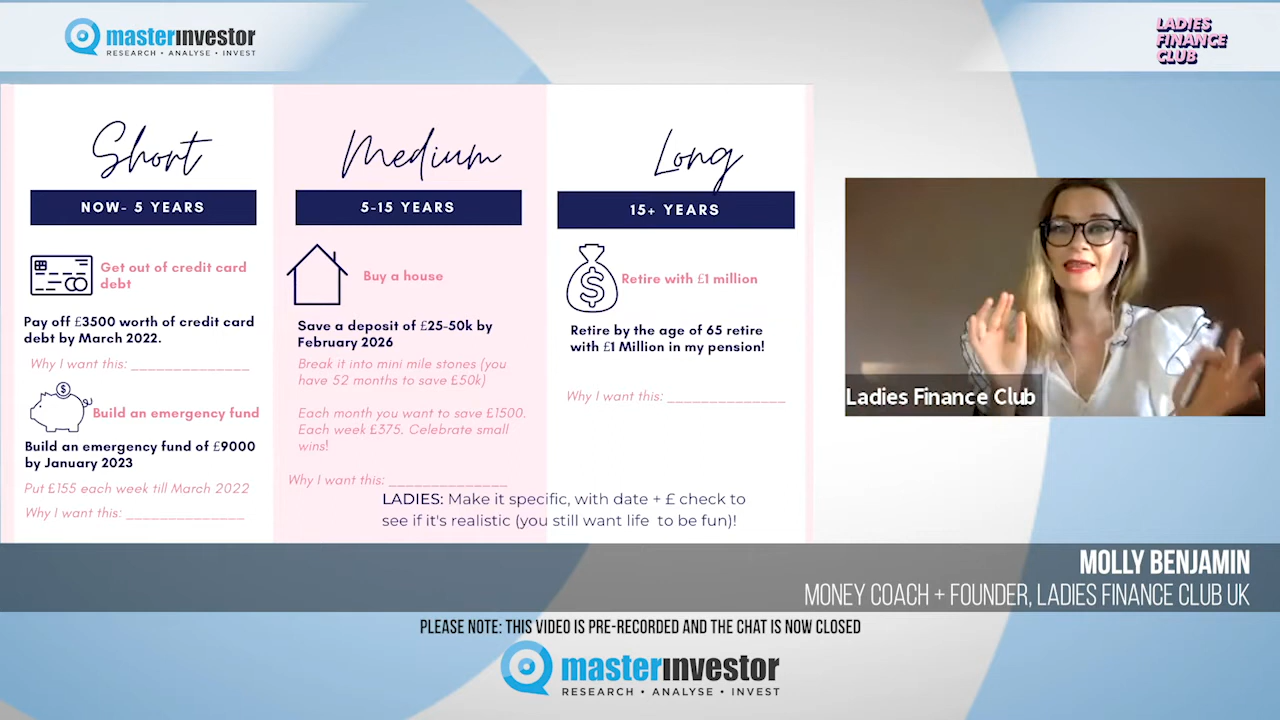 masterinvestor
RESEARCH • ANALYSE • INVEST
LADIES
FINANCE
CLUB
Short
NOW- 5 YEARS
Get out of credit card
debt
Pay off £3500 worth of credit card
debt by March 2022.
Why I want this: _______________
Build an emergency fund
Build an emergency fund of £9000
by January 2023
Put £155 each week till March 2022
Why I want this: _______________
Medium
5-15 YEARS
Buy a house
Save a deposit of £25-50k by
February 2026
Break it into mini mile stones (you
have 52 months to save £50k)
Each month you want to save £1500.
Each week £375. Celebrate small
wins!
Why I want this: _______________
Long
15+ YEARS
Retire with £1 million
Retire by the age of 65 retire
with £1 Million in my pension!
Why I want this: _______________
LADIES: Make it specific, with date + £ check to
see if it's realistic (you still want life to be fun)!
Ladies Finance Club
MOLLY BENJAMIN
MONEY COACH + FOUNDER, LADIES FINANCE CLUB UK
PLEASE NOTE: THIS VIDEO IS PRE-RECORDED AND THE CHAT IS NOW CLOSED
masterinvestor
RESEARCH • ANALYSE • INVEST